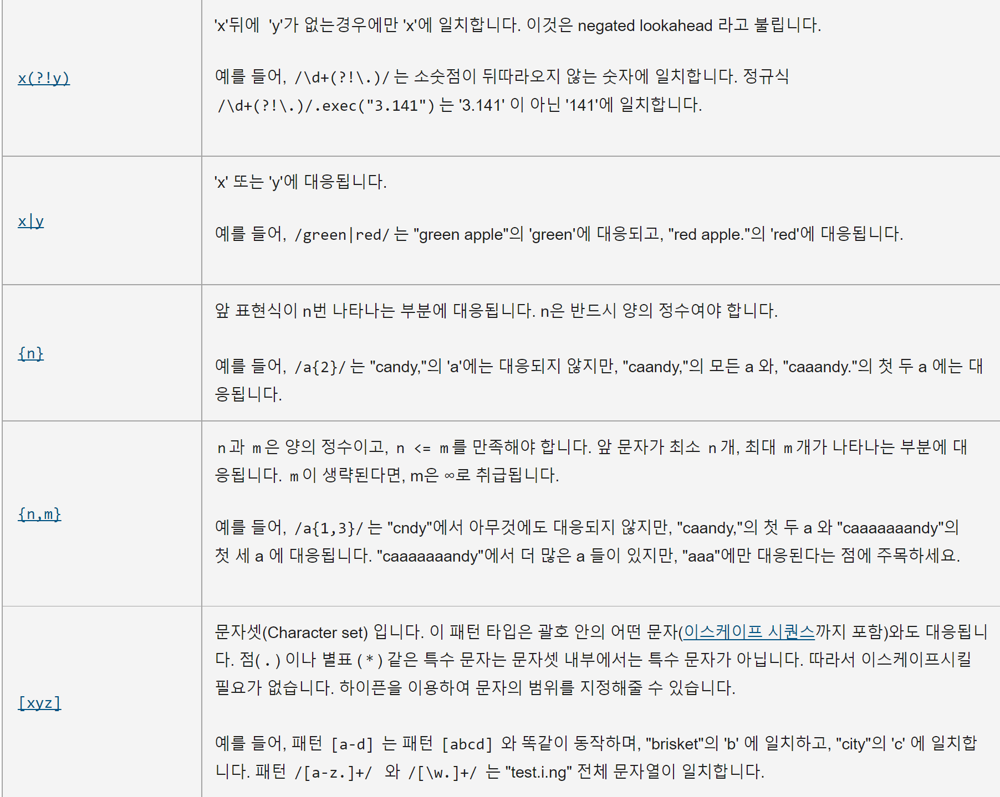 x(?!y)
'x'뒤에 'y'가 없는경우에만 'x'에 일치합니다. 이것은 negated lookahead 라고 불립니다.
예를 들어, /\d+(?!\.)/ 는 소숫점이 뒤따라오지 않는 숫자에 일치합니다. 정규식
/\d+(?!\.)/.exec("3.141") 는 '3.141' 이 아닌 '141'에 일치합니다.
x|y
'x' 또는 'y'에 대응됩니다.
예를 들어, /green|red/ 는 "green apple"의 'green'에 대응되고, "red apple."의 'red'에 대응됩니다.
{n}
앞 표현식이 n번 나타나는 부분에 대응됩니다. n은 반드시 양의 정수여야 합니다.
예를 들어, /a{2}/ 는 "candy,"의 'a'에는 대응되지 않지만, "caandy,"의 모든 a 와, "caaandy."의 첫 두 a 에는 대
응됩니다.
{n,m}
n 과 m 은 양의 정수이고, n <= m 를 만족해야 합니다. 앞 문자가 최소 n 개, 최대 m 개가 나타나는 부분에 대
응됩니다. m 이 생략된다면, m은 ∞로 취급됩니다.
예를 들어, /a{1,3}/ 는 "cndy"에서 아무것에도 대응되지 않지만, "caandy,"의 첫 두 a 와 "caaaaaaandy"의
첫 세 a 에 대응됩니다. "caaaaaaandy"에서 더 많은 a 들이 있지만, "aaa"에만 대응된다는 점에 주목하세요.
[xyz]
문자셋(Character set) 입니다. 이 패턴 타입은 괄호 안의 어떤 문자(이스케이프 시퀀스까지 포함)와도 대응됩니
다. 점( . ) 이나 별표 ( * ) 같은 특수 문자는 문자셋 내부에서는 특수 문자가 아닙니다. 따라서 이스케이프시킬
필요가 없습니다. 하이픈을 이용하여 문자의 범위를 지정해줄 수 있습니다.
예를 들어, 패턴 [a-d] 는 패턴 [abcd] 와 똑같이 동작하며, "brisket"의 'b' 에 일치하고, "city"의 'c' 에 일치합
니다. 패턴 /[a-z.]+/ 와 /[\w.]+/ 는 "test.i.ng" 전체 문자열이 일치합니다.